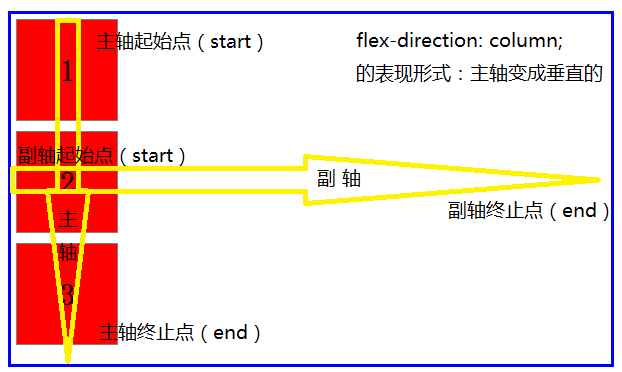 主轴起始点（start）
flex-direction: column;
的表现形式：主轴变成垂直的
1
副轴起始点（start）
2
副 轴
副轴终止点（end）
主
轴
3
主轴终止点（end）